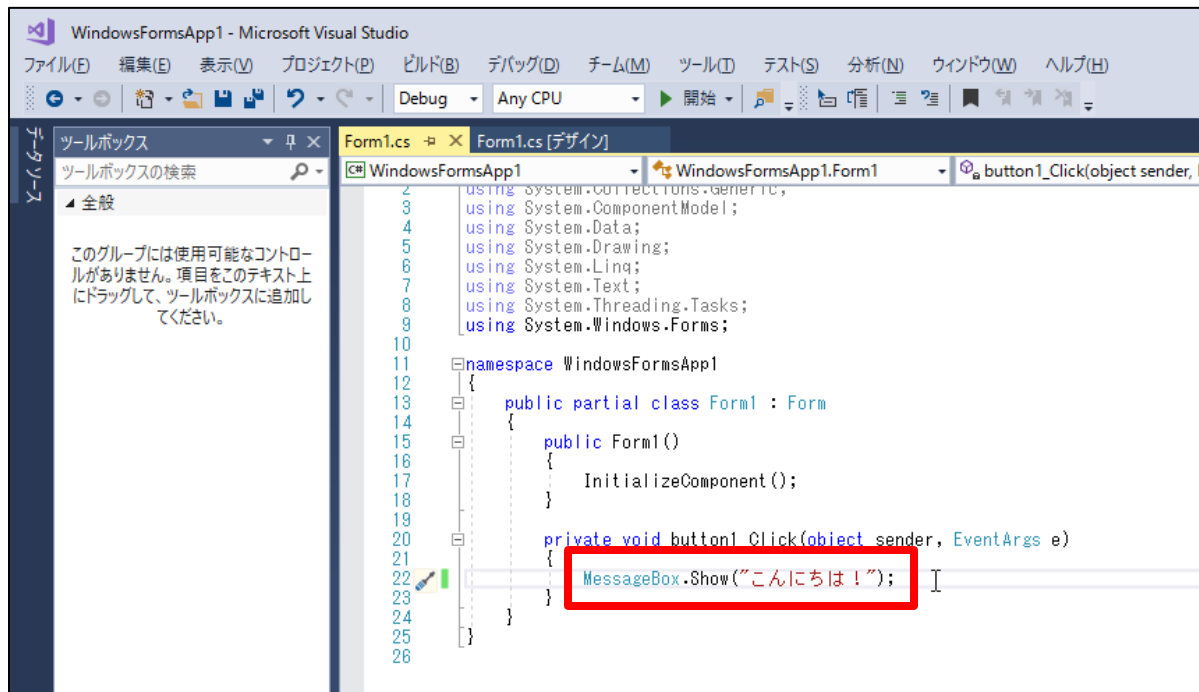 WindowsFormsApp1 - Microsoft Visual Studio
ファイル(F) 編集(E) 表示(V) プロジェクト(P) ビルド(B) デバッグ(D) チーム(M) ツール(T) テスト(S) 分析(N) ウィンドウ(W) ヘルプ(H)
Debug Any CPU 開始
データソース
ツールボックス
ツールボックスの検索
全般
このグループには使用可能なコントロー
ルがありません。項目をこのテキスト上
にドラッグして、ツールボックスに追加し
てください。
Form1.cs Form1.cs [デザイン]
C# WindowsFormsApp1 WindowsFormsApp1.Form1 button1_Click(object sender,
2 using System.Collections.Generic;
3 using System.ComponentModel;
4 using System.Data;
5 using System.Drawing;
6 using System.Linq;
7 using System.Text;
8 using System.Threading.Tasks;
9 using System.Windows.Forms;
10
11 namespace WindowsFormsApp1
12 {
13 public partial class Form1 : Form
14 {
15 public Form1()
16 {
17 InitializeComponent();
18 }
19
20 private void button1_Click(object sender, EventArgs e)
21 {
22 MessageBox.Show("こんにちは！");
23 }
24 }
25 }
26